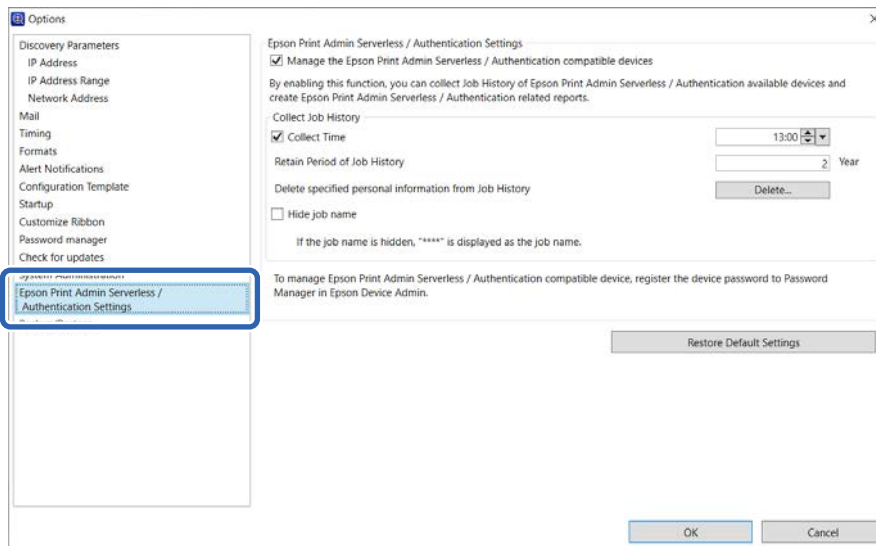 Options
Discovery Parameters
IP Address
IP Address Range
Network Address
Mail
Timing
Formats
Alert Notifications
Configuration Template
Startup
Customize Ribbon
Password manager
Check for updates
System Administration
Epson Print Admin Serverless /
Authentication Settings
Epson Print Admin Serverless / Authentication Settings
Manage the Epson Print Admin Serverless / Authentication compatible devices
By enabling this function, you can collect Job History of Epson Print Admin Serverless / Authentication available devices and
create Epson Print Admin Serverless / Authentication related reports.
Collect Job History
Collect Time 13:00
Retain Period of Job History 2 Year
Delete specified personal information from Job History Delete...
Hide job name
If the job name is hidden, "****" is displayed as the job name.
To manage Epson Print Admin Serverless / Authentication compatible device, register the device password to Password
Manager in Epson Device Admin.
Restore Default Settings
OK Cancel